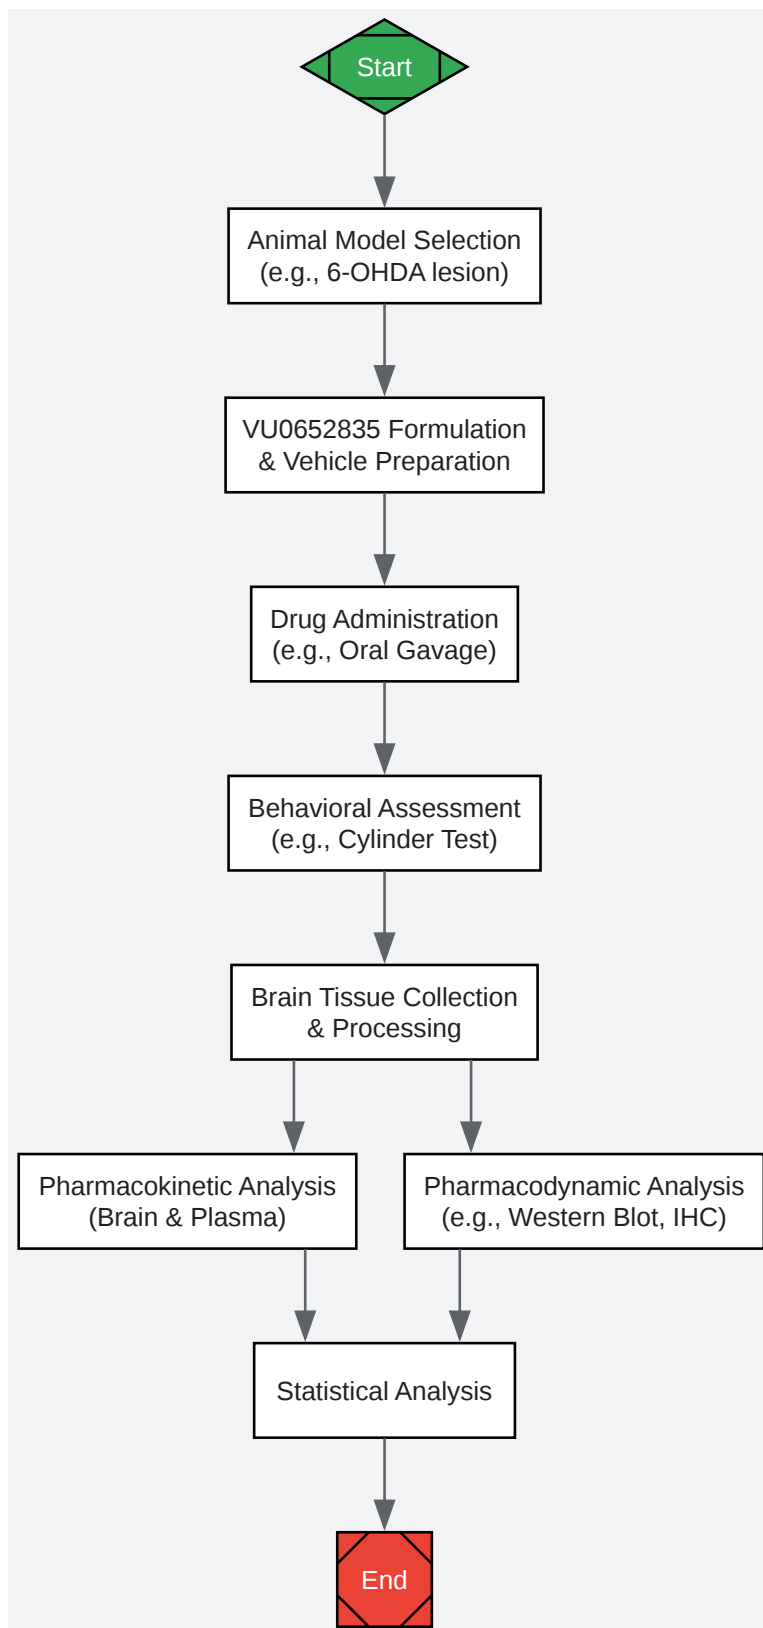 Start
Animal Model Selection
(e.g., 6-OHDA lesion)
VU0652835 Formulation
& Vehicle Preparation
Drug Administration
(e.g., Oral Gavage)
Behavioral Assessment
(e.g., Cylinder Test)
Brain Tissue Collection
& Processing
Pharmacokinetic Analysis
(Brain & Plasma)
Pharmacodynamic Analysis
(e.g., Western Blot, IHC)
Statistical Analysis
End